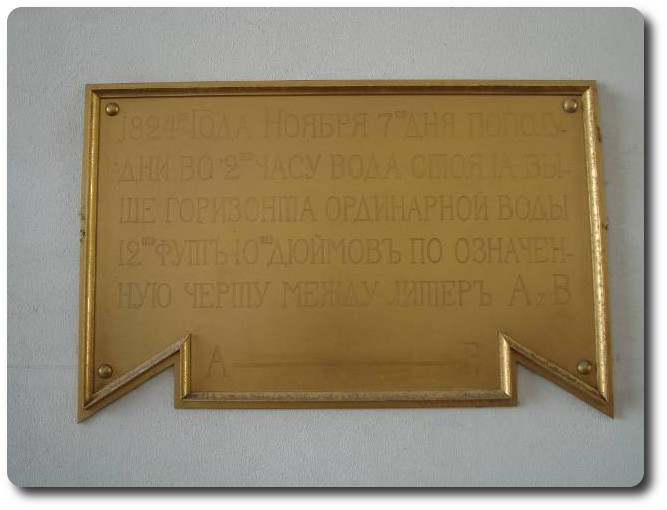 1824го Года Ноября 7го дня попол-
дни во 2мъ часу вода стояла вы-
ше горизонта ординарной воды
12ть футъ 10ть дюймовъ по означен-
ную черту между литеръ А и В
А В